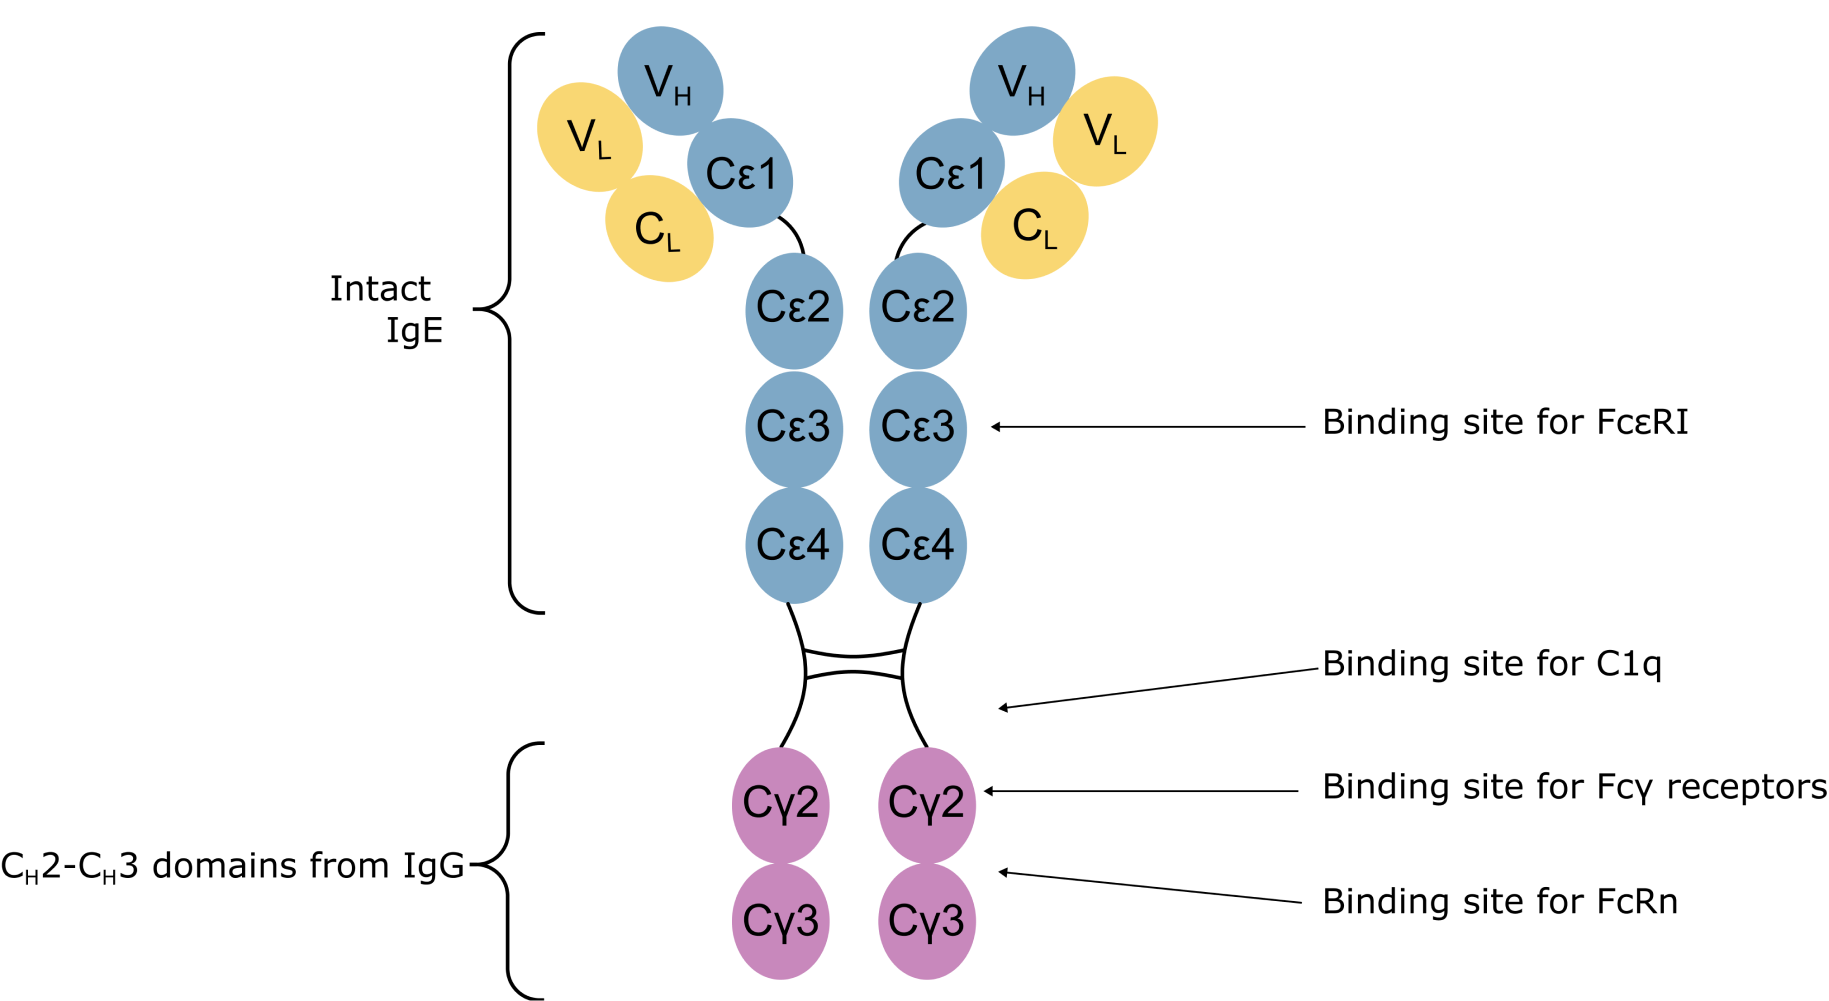 V_H
V_H
V_L
V_L
Cε1
Cε1
C_L
C_L
Intact
IgE
Cε2
Cε2
Cε3
Cε3
Binding site for FcεRI
Cε4
Cε4
Binding site for C1q
Cγ2
Cγ2
Binding site for Fcγ receptors
C_H2-C_H3 domains from IgG
Cγ3
Cγ3
Binding site for FcRn